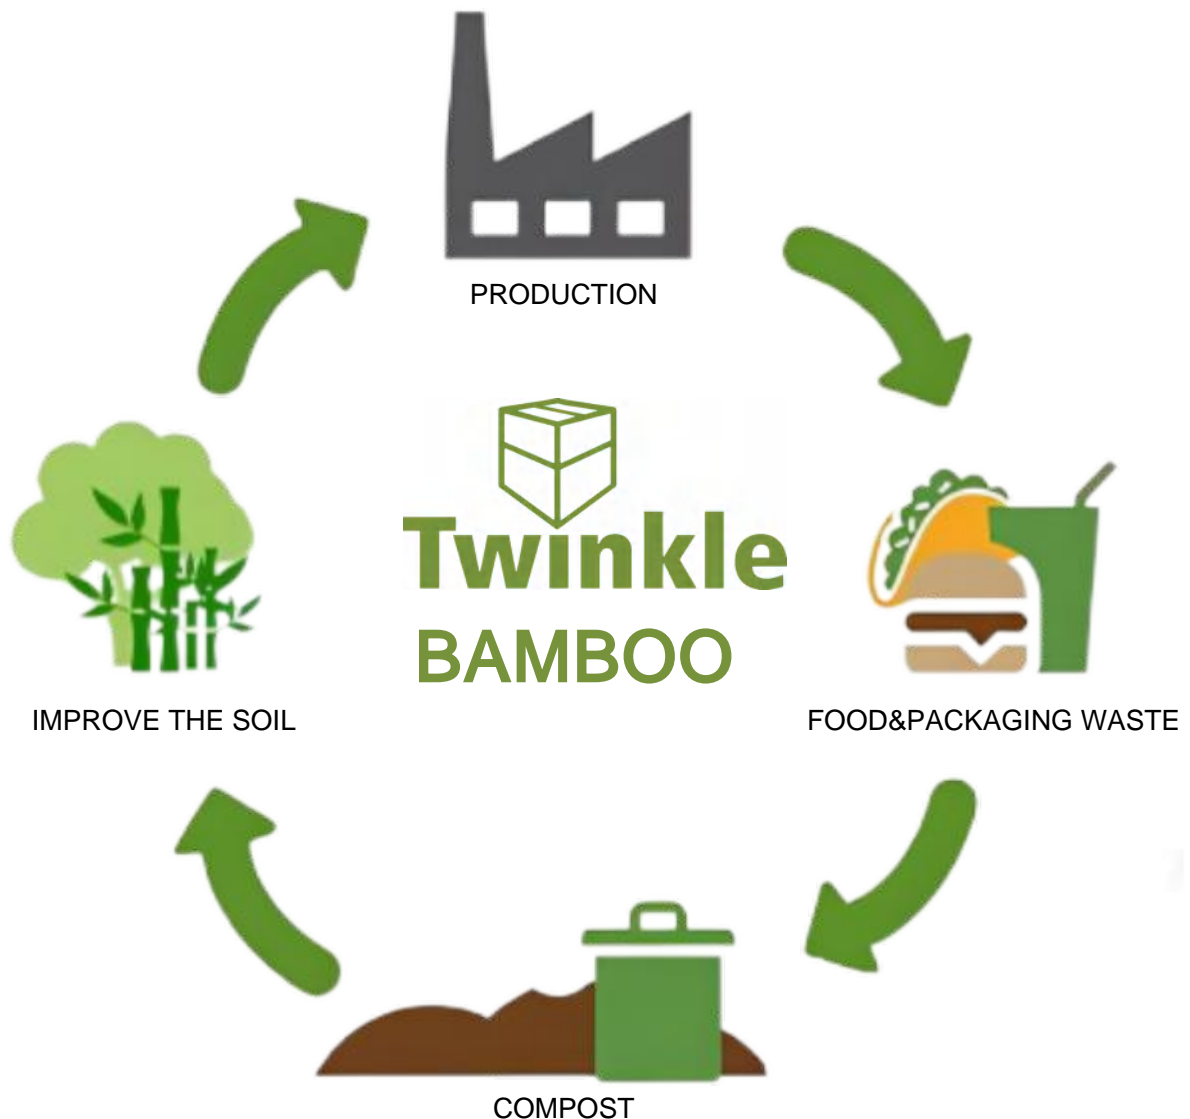 PRODUCTION
Twinkle
BAMBOO
IMPROVE THE SOIL
FOOD&PACKAGING WASTE
COMPOST